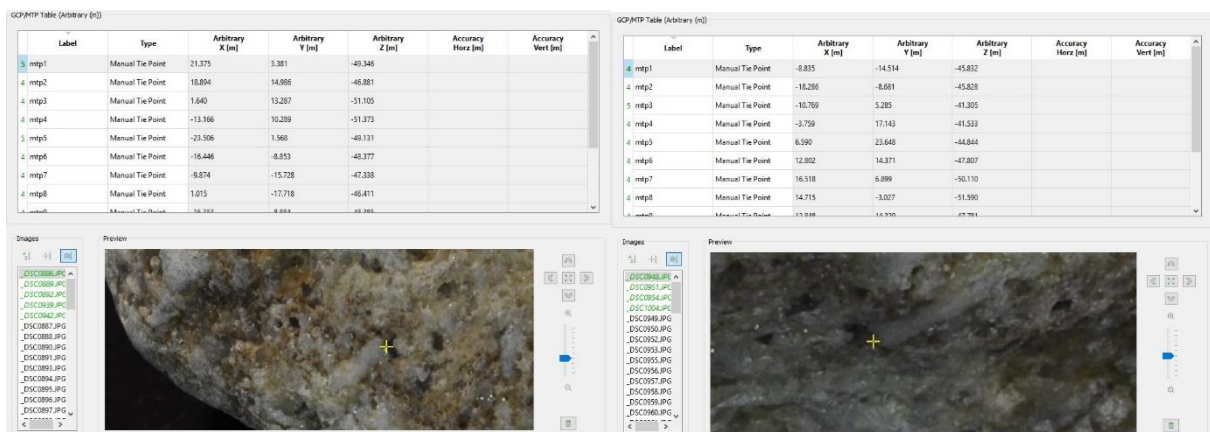 GCP/MTP Table (Arbitrary (m))
Label Type Arbitrary X [m] Arbitrary Y [m] Arbitrary Z [m] Accuracy Horz [m] Accuracy Vert [m]
5 mtp1 Manual Tie Point 21.375 3.381 -49.346
4 mtp2 Manual Tie Point 18.894 14.986 -46.881
4 mtp3 Manual Tie Point 1.640 13.287 -51.105
4 mtp4 Manual Tie Point -13.166 10.289 -51.373
5 mtp5 Manual Tie Point -23.506 1.568 -49.131
4 mtp6 Manual Tie Point -16.446 -8.853 -48.377
4 mtp7 Manual Tie Point -9.874 -15.728 -47.338
4 mtp8 Manual Tie Point 1.015 -17.718 -46.411
Images
Preview
_DSC0886.JPG
_DSC0889.JPG
_DSC0892.JPG
_DSC0939.JPG
_DSC0942.JPG
_DSC0887.JPG
_DSC0888.JPG
_DSC0890.JPG
_DSC0891.JPG
_DSC0893.JPG
_DSC0894.JPG
_DSC0895.JPG
_DSC0896.JPG
_DSC0897.JPG
GCP/MTP Table (Arbitrary (m))
Label Type Arbitrary X [m] Arbitrary Y [m] Arbitrary Z [m] Accuracy Horz [m] Accuracy Vert [m]
4 mtp1 Manual Tie Point -8.835 -14.514 -45.832
4 mtp2 Manual Tie Point -18.286 -8.681 -45.828
5 mtp3 Manual Tie Point -10.769 5.285 -41.305
4 mtp4 Manual Tie Point -3.759 17.143 -41.533
4 mtp5 Manual Tie Point 6.590 23.648 -44.844
4 mtp6 Manual Tie Point 12.802 14.371 -47.807
4 mtp7 Manual Tie Point 16.518 6.899 -50.110
4 mtp8 Manual Tie Point 14.715 -3.027 -51.590
Images
Preview
_DSC0948.JPG
_DSC0951.JPG
_DSC0954.JPG
_DSC1004.JPG
_DSC0949.JPG
_DSC0950.JPG
_DSC0952.JPG
_DSC0953.JPG
_DSC0955.JPG
_DSC0956.JPG
_DSC0957.JPG
_DSC0958.JPG
_DSC0959.JPG
_DSC0960.JPG